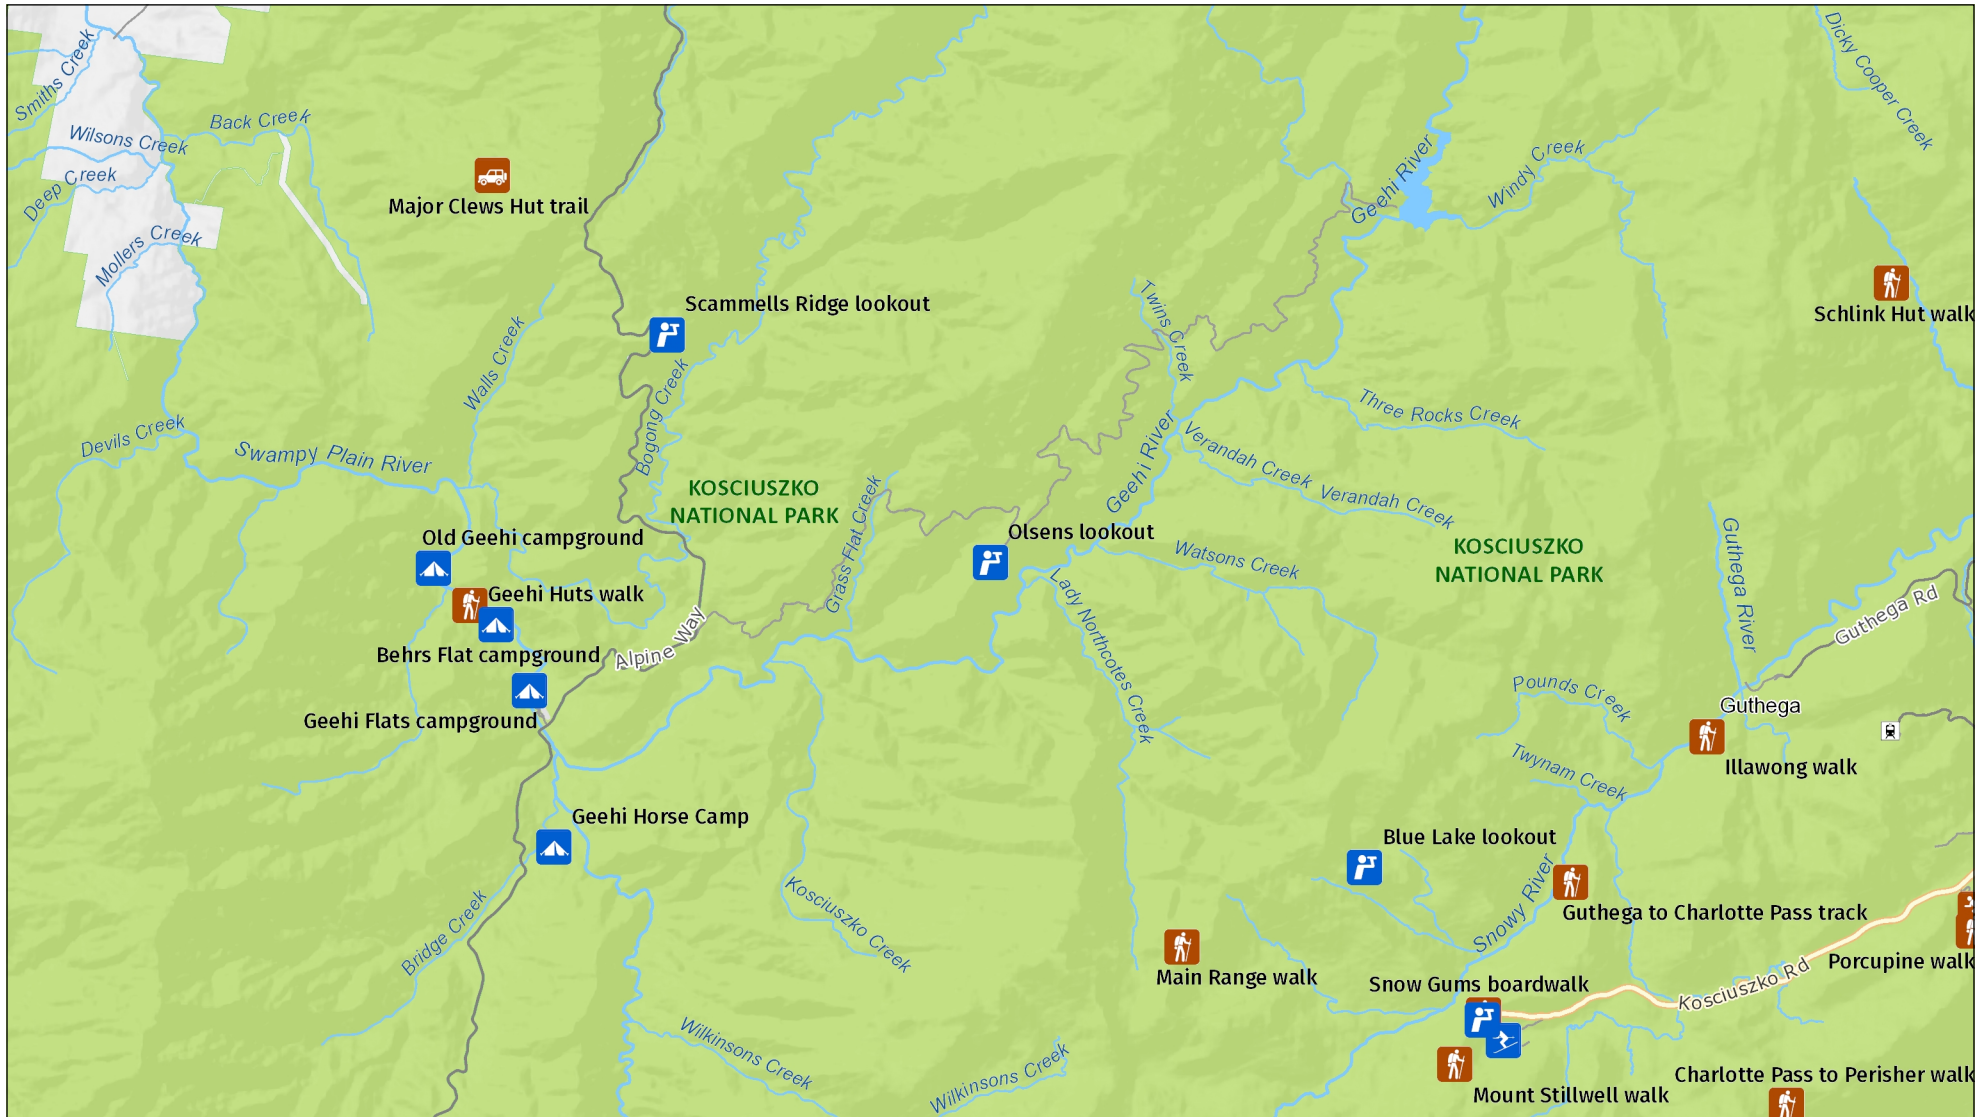 Smiths Creek
Dicky Cooper Creek
Back Creek
Wilsons Creek
Deep Creek
Mollers Creek
Major Clews Hut trail
Geehi River
Windy Creek
Scammells Ridge lookout
Twins Creek
Schlink Hut walk
Walls Creek
Bogong Creek
Three Rocks Creek
Devils Creek
Swampy Plain River
Geehi River
Verandah Creek
Verandah Creek
KOSCIUSZKO
NATIONAL PARK
Grass Flat Creek
Olsens lookout
Old Geehi campground
Watsons Creek
KOSCIUSZKO
NATIONAL PARK
Guthega River
Geehi Huts walk
Lady Northcotes Creek
Guthega Rd
Behrs Flat campground
Alpine Way
Pounds Creek
Guthega
Geehi Flats campground
Twynam Creek
Illawong walk
Geehi Horse Camp
Blue Lake lookout
Snowy River
Guthega to Charlotte Pass track
Kosciuszko Creek
Bridge Creek
Main Range walk
Porcupine walk
Snow Gums boardwalk
Kosciuszko Rd
Wilkinsons Creek
Wilkinsons Creek
Mount Stillwell walk
Charlotte Pass to Perisher walk